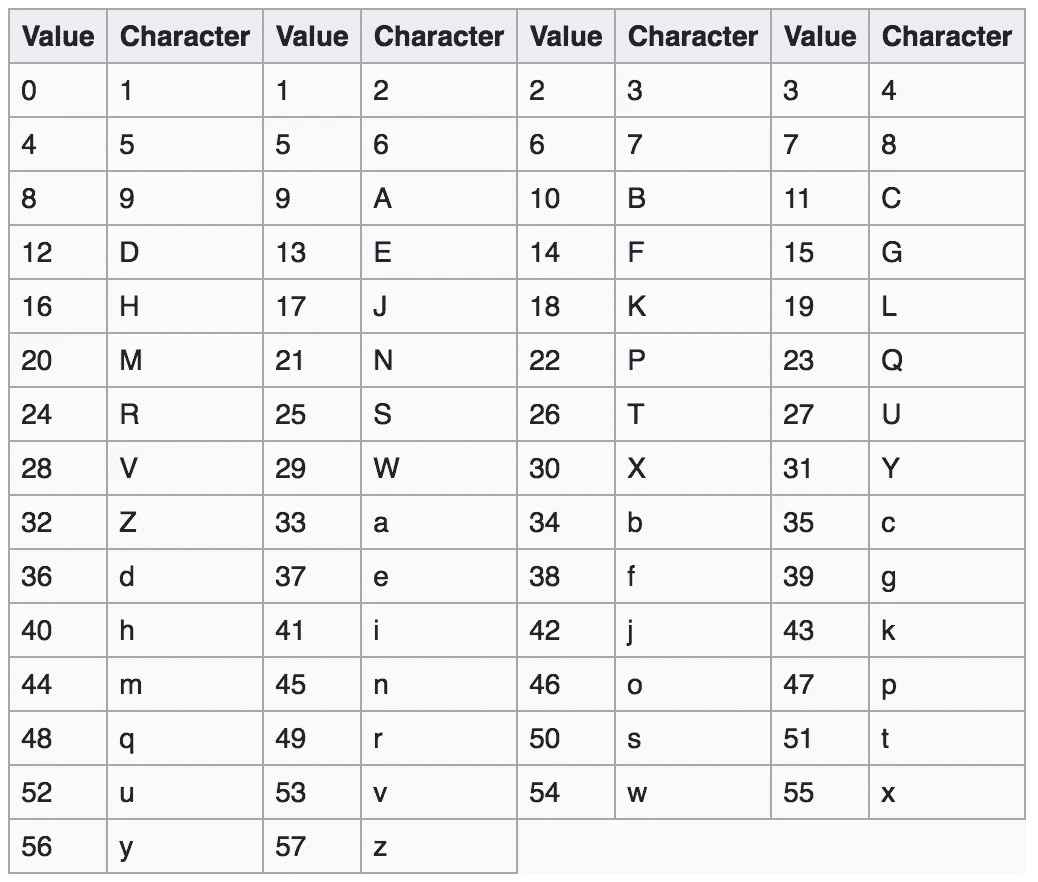 Value Character Value Character Value Character Value Character
0 1 1 2 2 3 3 4
4 5 5 6 6 7 7 8
8 9 9 A 10 B 11 C
12 D 13 E 14 F 15 G
16 H 17 J 18 K 19 L
20 M 21 N 22 P 23 Q
24 R 25 S 26 T 27 U
28 V 29 W 30 X 31 Y
32 Z 33 a 34 b 35 c
36 d 37 e 38 f 39 g
40 h 41 i 42 j 43 k
44 m 45 n 46 o 47 p
48 q 49 r 50 s 51 t
52 u 53 v 54 w 55 x
56 y 57 z